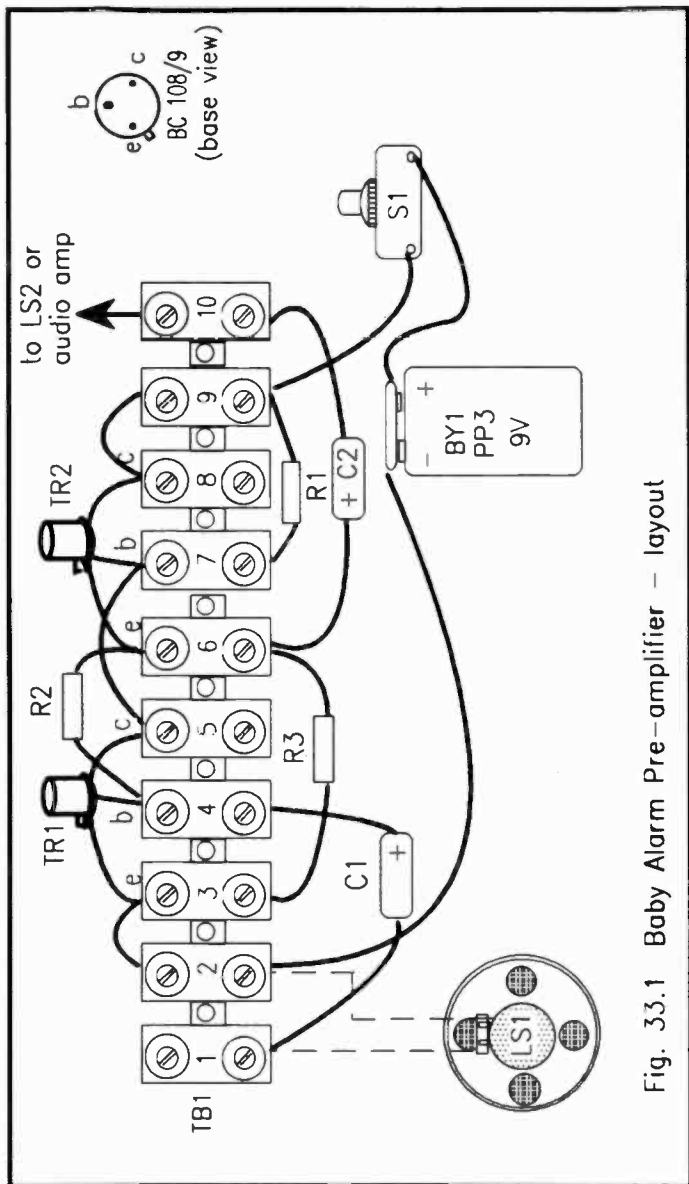 to LS2 or
audio amp
b
e
c
BC 108/9
(base view)
TR1
R2
TR2
e
b
c
e
b
c
TB1
1
2
3
4
5
6
7
8
9
10
R3
R1
+ C2
C1
+
S1
LS1
- +
BY1
PP3
9V
Fig. 33.1 Baby Alarm Pre-amplifier – layout